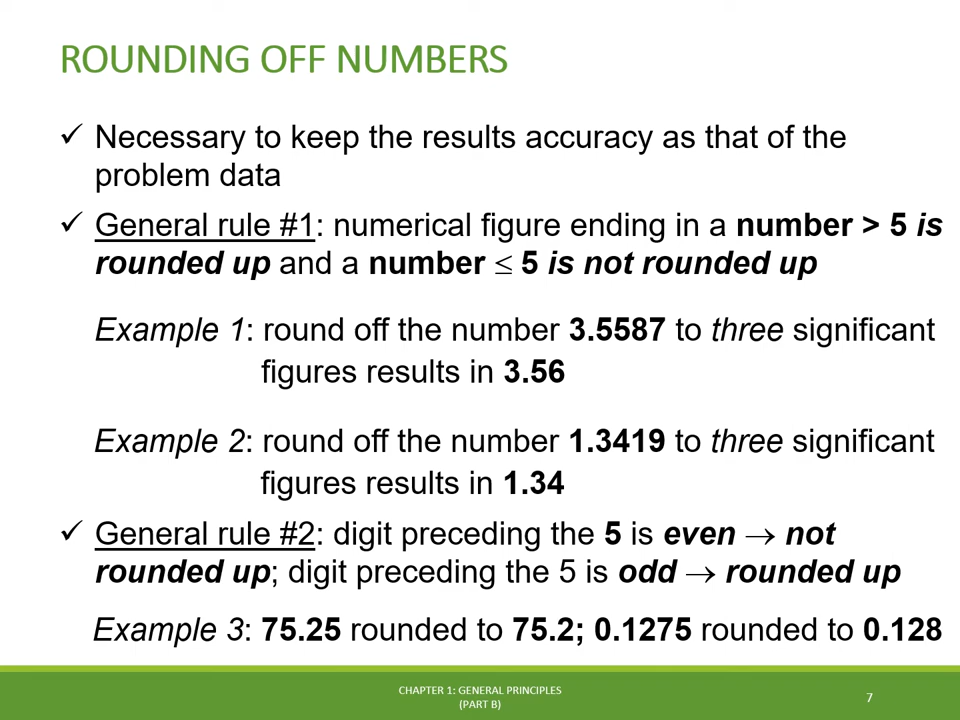 ROUNDING OFF NUMBERS
✓ Necessary to keep the results accuracy as that of the
problem data
✓ General rule #1: numerical figure ending in a number > 5 is
rounded up and a number ≤ 5 is not rounded up
Example 1: round off the number 3.5587 to three significant
figures results in 3.56
Example 2: round off the number 1.3419 to three significant
figures results in 1.34
✓ General rule #2: digit preceding the 5 is even → not
rounded up; digit preceding the 5 is odd → rounded up
Example 3: 75.25 rounded to 75.2; 0.1275 rounded to 0.128
CHAPTER 1: GENERAL PRINCIPLES
(PART B)
7